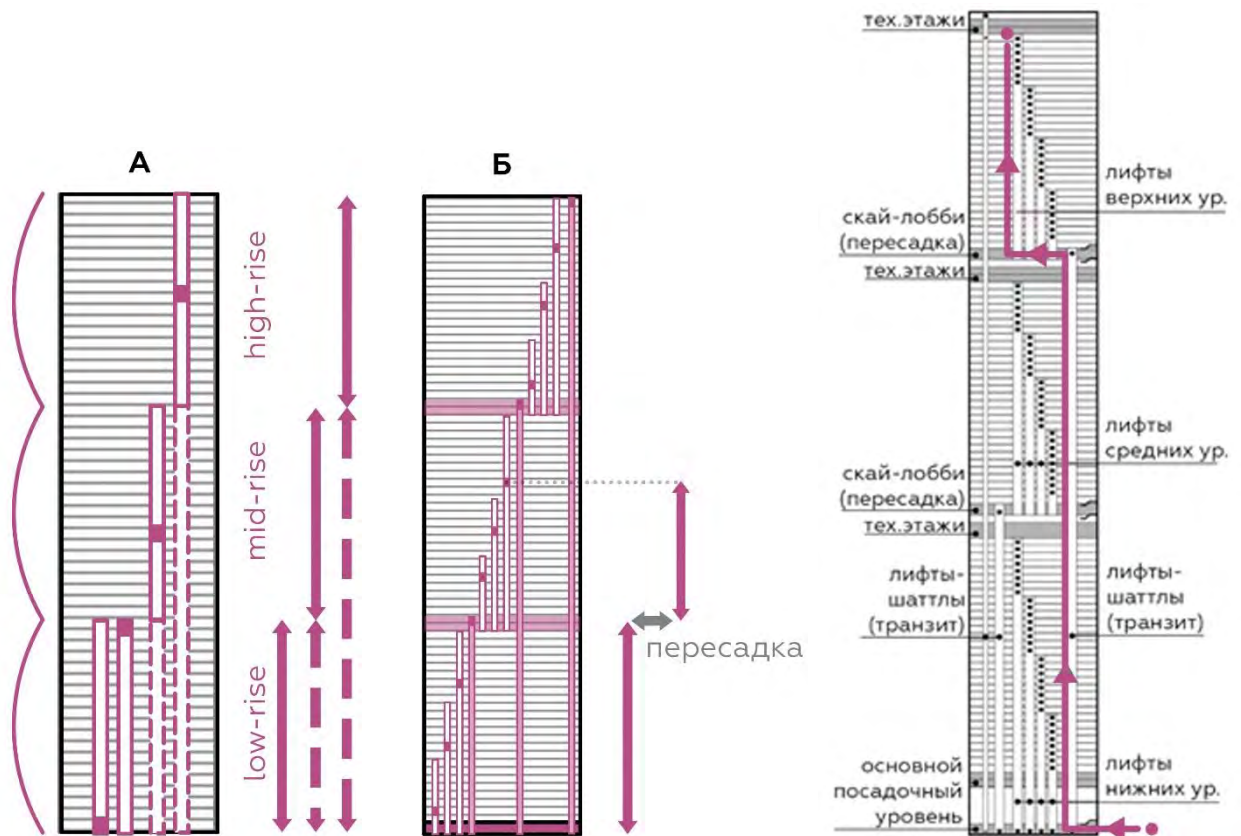 А
Б
high-rise
mid-rise
low-rise
пересадка
тех.этажи
лифты
верхних ур.
скай-лобби
(пересадка)
тех.этажи
лифты
средних ур.
скай-лобби
(пересадка)
тех.этажи
лифты-
шаттлы
(транзит)
лифты-
шаттлы
(транзит)
основной
посадочный
уровень
лифты
нижних ур.